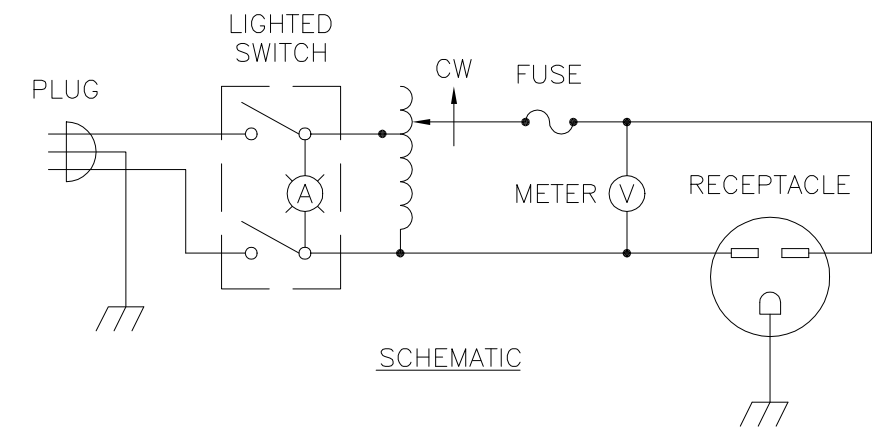 LIGHTED
SWITCH
PLUG
CW
FUSE
A
METER
V
RECEPTACLE
SCHEMATIC